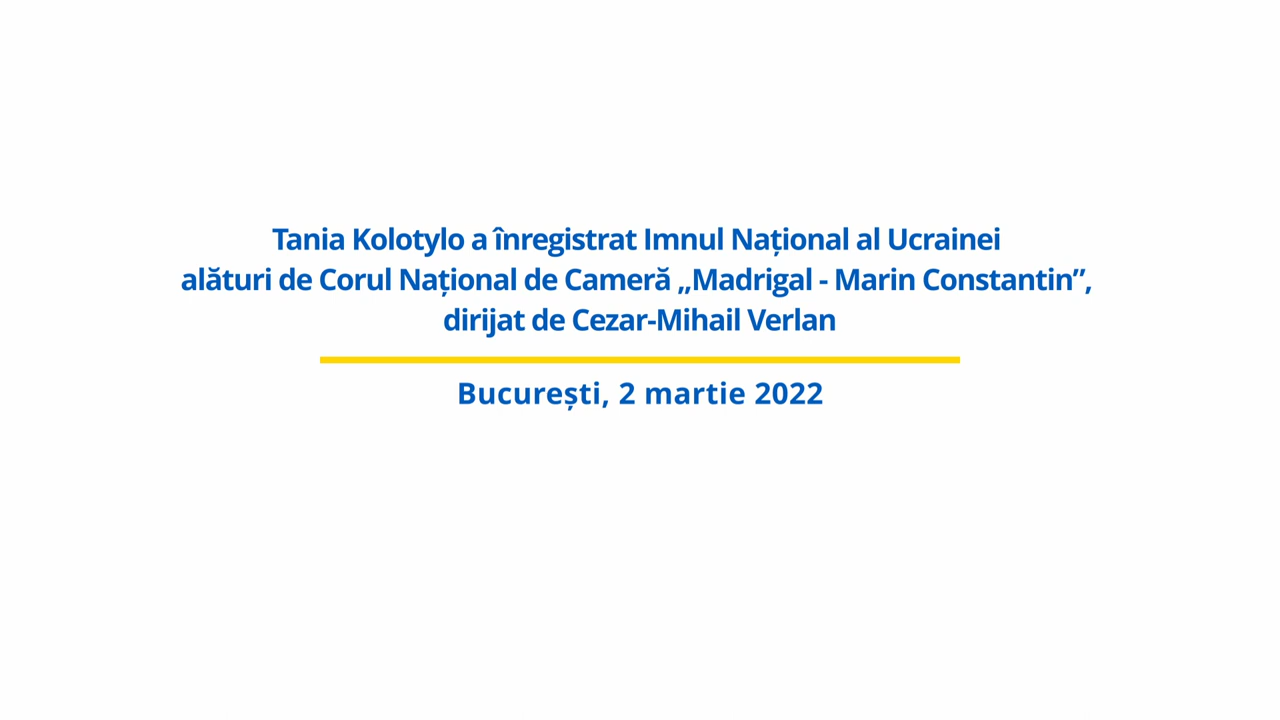 Tania Kolotylo a înregistrat Imnul Național al Ucrainei
alături de Corul Național de Cameră „Madrigal - Marin Constantin”,
dirijat de Cezar-Mihail Verlan
București, 2 martie 2022